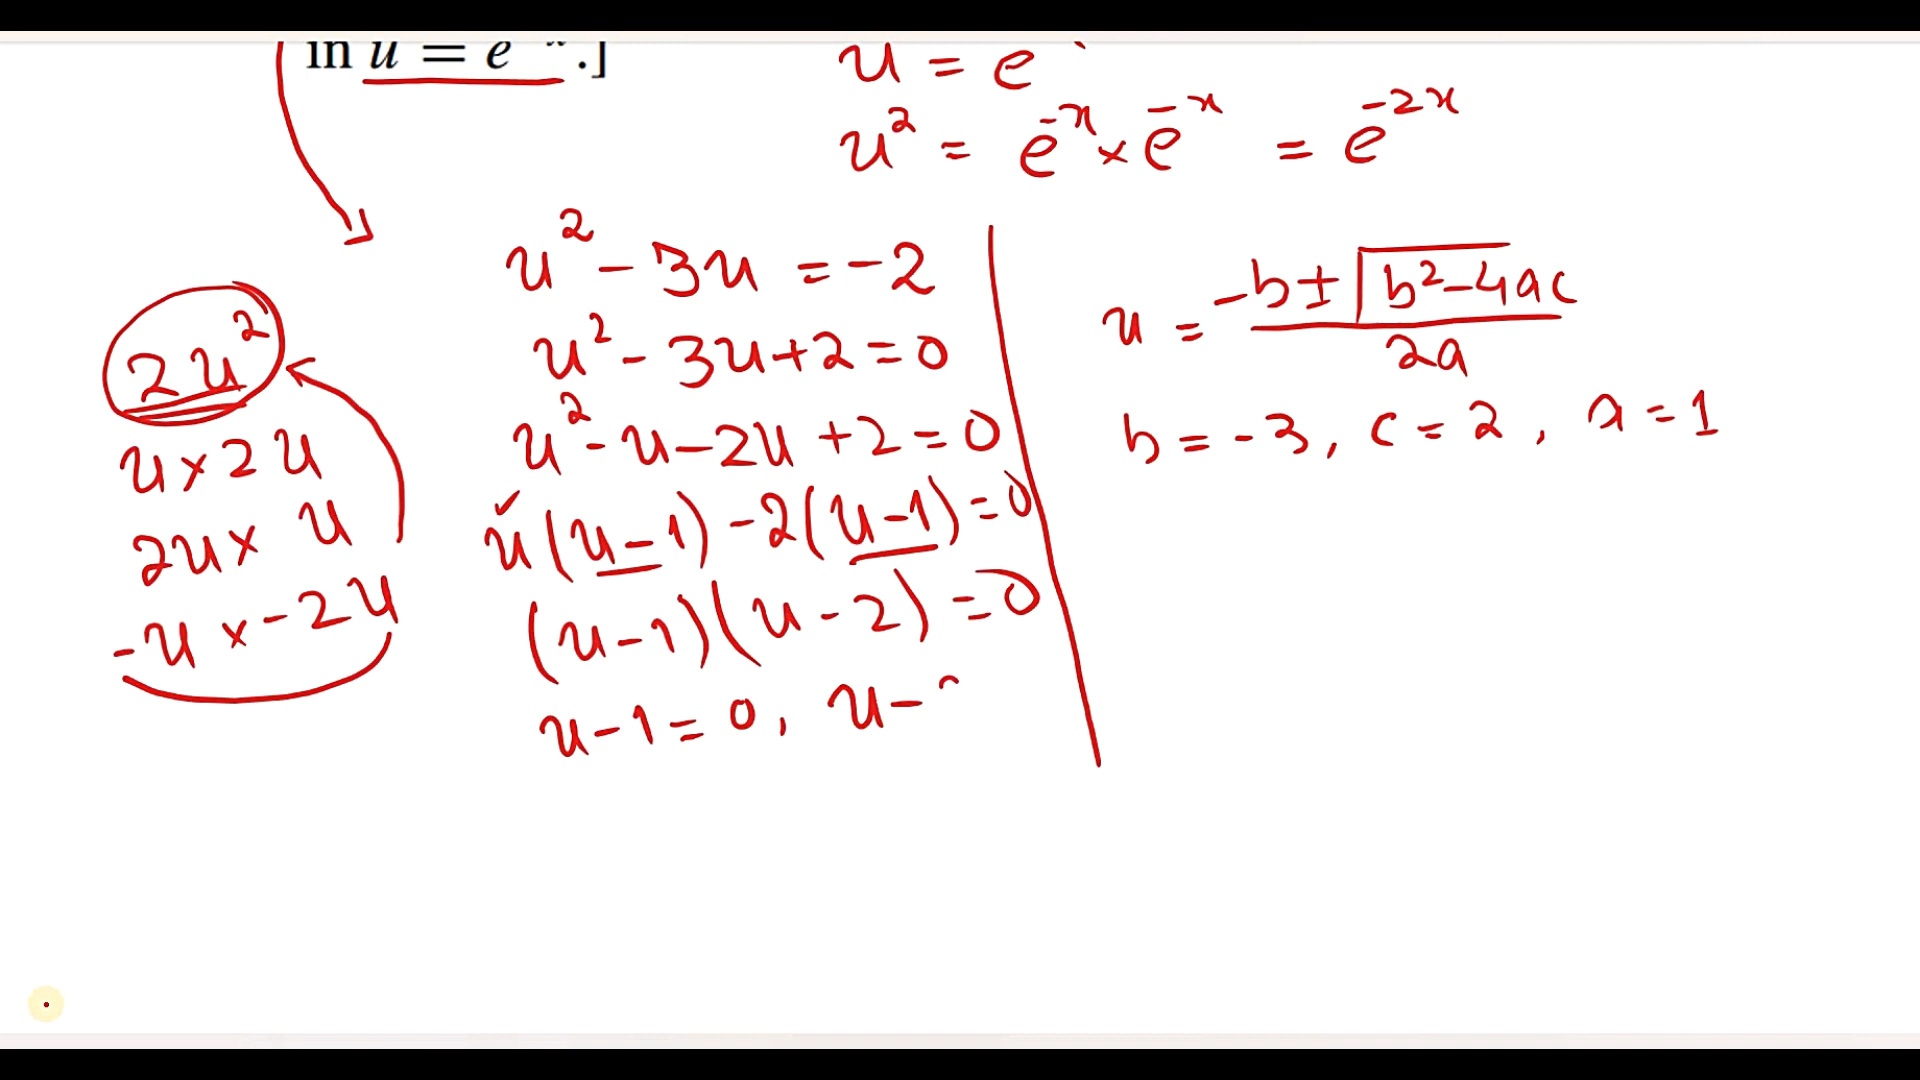 in u = e⁻ˣ.]
u = e
u² = e⁻ˣ × e⁻ˣ = e⁻²ˣ
2u²
u × 2u
2u × u
-u × -2u
u² - 3u = -2
u² - 3u + 2 = 0
u² - u - 2u + 2 = 0
u(u - 1) - 2(u - 1) = 0
(u - 1)(u - 2) = 0
u - 1 = 0, u -
u = (-b ± √(b² - 4ac)) / 2a
b = -3, c = 2, a = 1